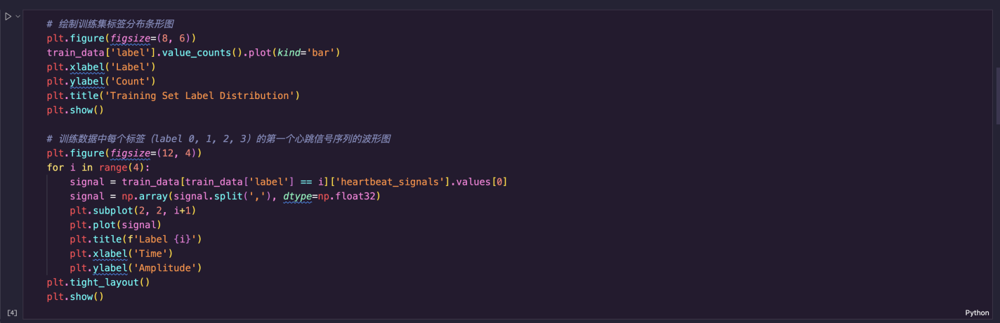 # 绘制训练集标签分布条形图
plt.figure(figsize=(8, 6))
train_data['label'].value_counts().plot(kind='bar')
plt.xlabel('Label')
plt.ylabel('Count')
plt.title('Training Set Label Distribution')
plt.show()
# 训练数据中每个标签（label 0, 1, 2, 3）的第一个心跳信号序列的波形图
plt.figure(figsize=(12, 4))
for i in range(4):
    signal = train_data[train_data['label'] == i]['heartbeat_signals'].values[0]
    signal = np.array(signal.split(','), dtype=np.float32)
    plt.subplot(2, 2, i+1)
    plt.plot(signal)
    plt.title(f'Label {i}')
    plt.xlabel('Time')
    plt.ylabel('Amplitude')
plt.tight_layout()
plt.show()
[4]
Python